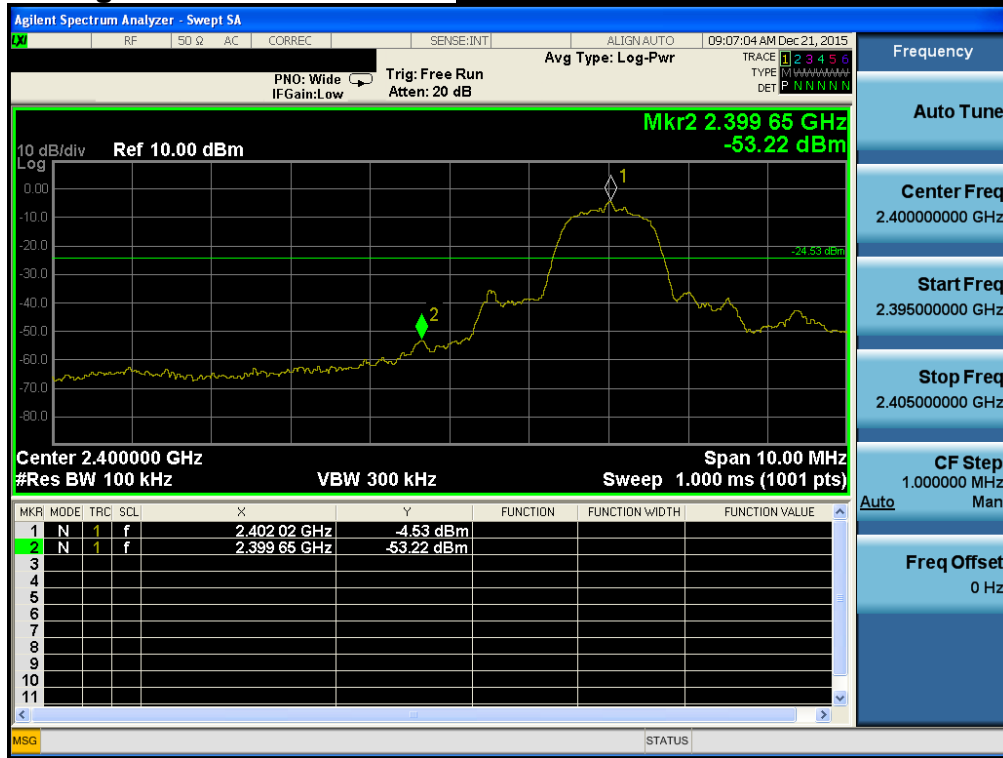 Agilent Spectrum Analyzer - Swept SA
LXI RF 50 Ω AC CORREC SENSE:INT ALIGN AUTO 09:07:04 AM Dec 21, 2015
Avg Type: Log-Pwr
TRACE 1 2 3 4 5 6
PNO: Wide Trig: Free Run
TYPE M WWWWW
IFGain:Low Atten: 20 dB
DET P N N N N N
Mkr2 2.399 65 GHz
-53.22 dBm
10 dB/div Ref 10.00 dBm
Log
0.00
-10.0
-20.0
-30.0
-40.0
-50.0
-60.0
-70.0
-80.0
1
-24.53 dBm
2
Center 2.400000 GHz Span 10.00 MHz
#Res BW 100 kHz VBW 300 kHz Sweep 1.000 ms (1001 pts)
MKR MODE TRC SCL X Y FUNCTION FUNCTION WIDTH FUNCTION VALUE
1 N 1 f 2.402 02 GHz -4.53 dBm
2 N 1 f 2.399 65 GHz -53.22 dBm
3
4
5
6
7
8
9
10
11
MSG STATUS
Frequency
Auto Tune
Center Freq
2.400000000 GHz
Start Freq
2.395000000 GHz
Stop Freq
2.405000000 GHz
CF Step
1.000000 MHz
Auto Man
Freq Offset
0 Hz